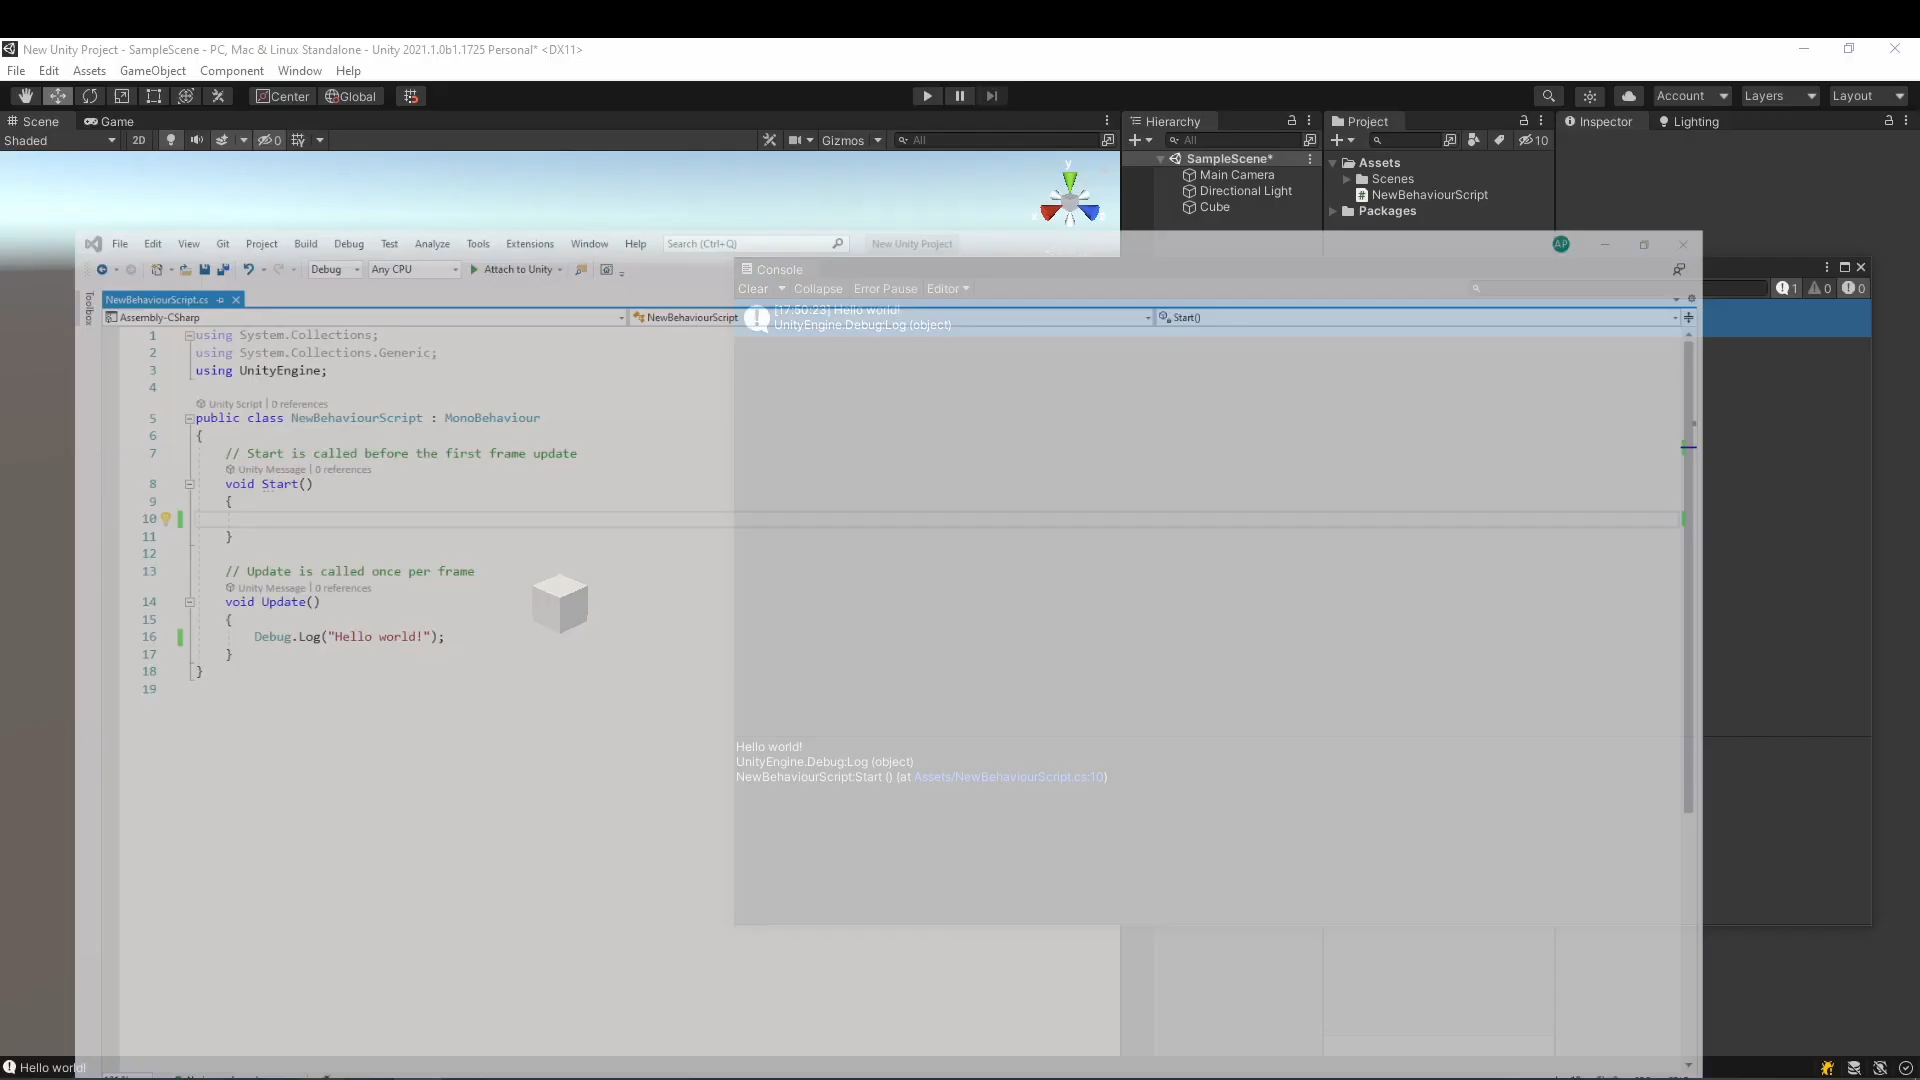 New Unity Project - SampleScene - PC, Mac & Linux Standalone - Unity 2021.1.0b1.1725 Personal* <DX11>
File Edit Assets GameObject Component Window Help
Center Global Account Layers Layout
Scene Game Hierarchy Project Inspector Lighting
Shaded 2D 0 Gizmos All All 10
SampleScene*
Main Camera
Directional Light
Cube
Assets
Scenes
NewBehaviourScript
Packages
y
File Edit View Git Project Build Debug Test Analyze Tools Extensions Window Help Search (Ctrl+Q) New Unity Project AP
Debug Any CPU Attach to Unity
Toolbox
NewBehaviourScript.cs
Assembly-CSharp NewBehaviourScript Start()
1 using System.Collections;
2 using System.Collections.Generic;
3 using UnityEngine;
4
Unity Script | 0 references
5 public class NewBehaviourScript : MonoBehaviour
6 {
7 // Start is called before the first frame update
Unity Message | 0 references
8 void Start()
9 {
10
11 }
12
13 // Update is called once per frame
Unity Message | 0 references
14 void Update()
15 {
16 Debug.Log("Hello world!");
17 }
18 }
19
Console
Clear Collapse Error Pause Editor 1 0 0
[17:50:23] Hello world!
UnityEngine.Debug:Log (object)
Hello world!
UnityEngine.Debug:Log (object)
NewBehaviourScript:Start () (at Assets/NewBehaviourScript.cs:10)
Hello world!